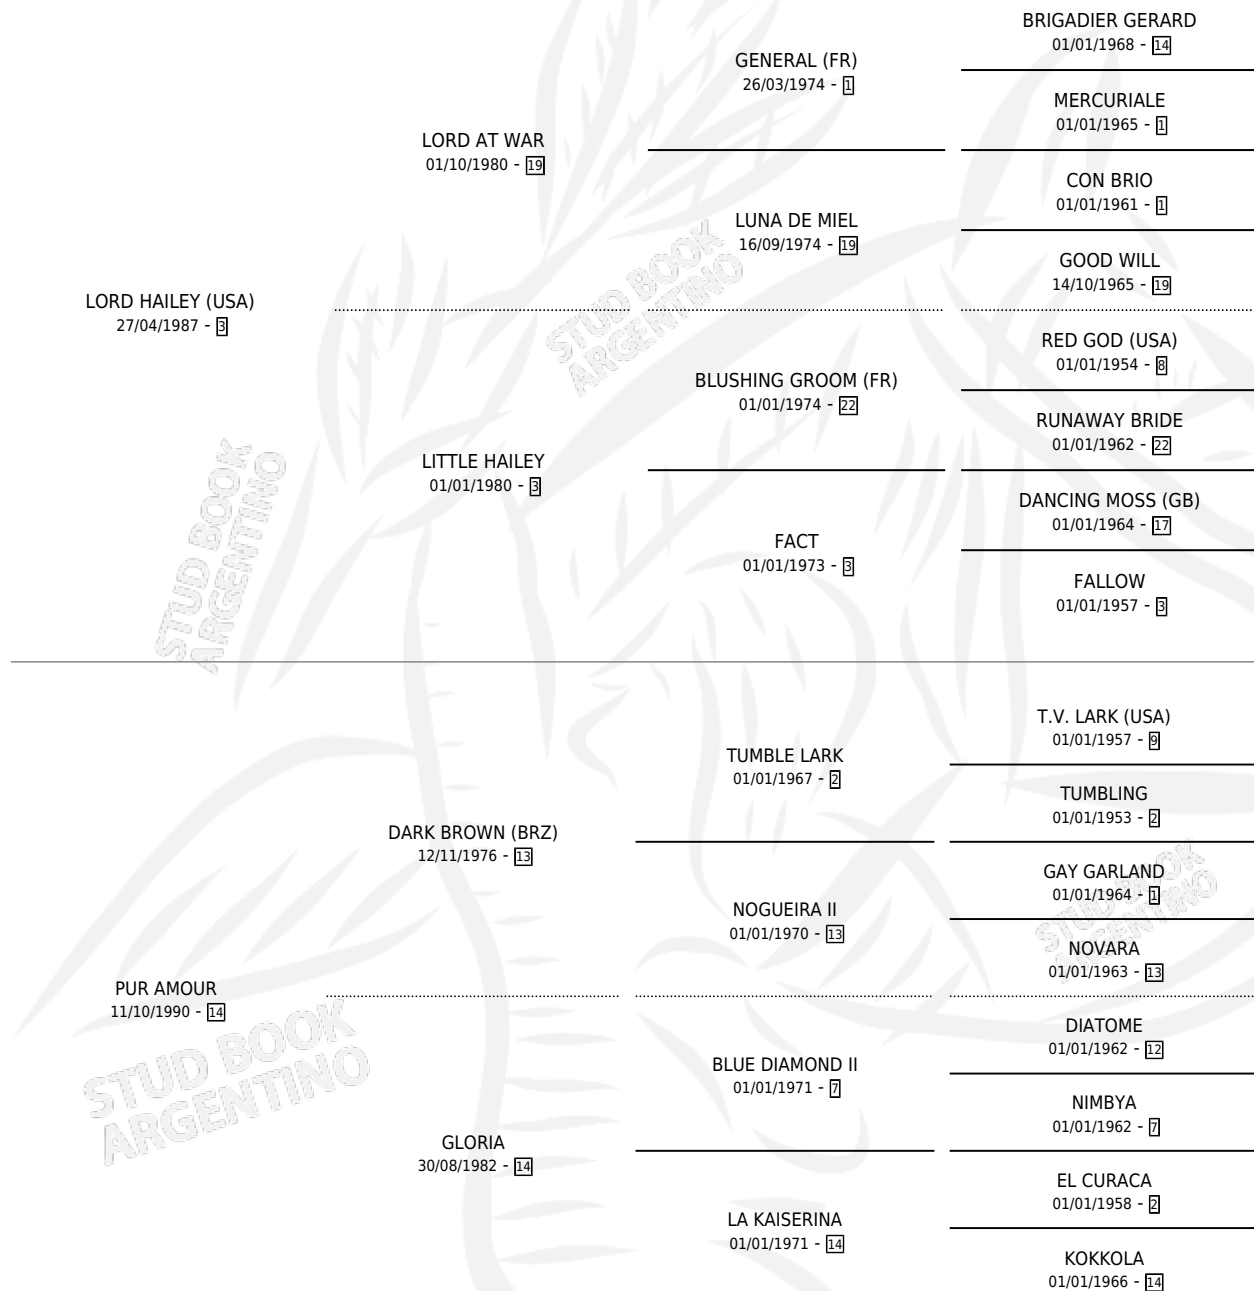 BRIGADIER GERARD
01/01/1968 - 14
GENERAL (FR)
26/03/1974 - 1
MERCURIALE
01/01/1965 - 1
LORD AT WAR
01/10/1980 - 19
CON BRIO
01/01/1961 - 1
LUNA DE MIEL
16/09/1974 - 19
GOOD WILL
14/10/1965 - 19
LORD HAILEY (USA)
27/04/1987 - 3
RED GOD (USA)
01/01/1954 - 8
BLUSHING GROOM (FR)
01/01/1974 - 22
RUNAWAY BRIDE
01/01/1962 - 22
LITTLE HAILEY
01/01/1980 - 3
DANCING MOSS (GB)
01/01/1964 - 17
FACT
01/01/1973 - 3
FALLOW
01/01/1957 - 3
T.V. LARK (USA)
01/01/1957 - 9
TUMBLE LARK
01/01/1967 - 2
TUMBLING
01/01/1953 - 2
DARK BROWN (BRZ)
12/11/1976 - 13
GAY GARLAND
01/01/1964 - 1
NOGUEIRA II
01/01/1970 - 13
NOVARA
01/01/1963 - 13
PUR AMOUR
11/10/1990 - 14
DIATOME
01/01/1962 - 12
BLUE DIAMOND II
01/01/1971 - 7
NIMBYA
01/01/1962 - 7
GLORIA
30/08/1982 - 14
EL CURACA
01/01/1958 - 2
LA KAISERINA
01/01/1971 - 14
KOKKOLA
01/01/1966 - 14
STUD BOOK
ARGENTINO
STUD BOOK
ARGENTINO
STUD BOOK
ARGENTINO
STUD BOOK
ARGENTINO